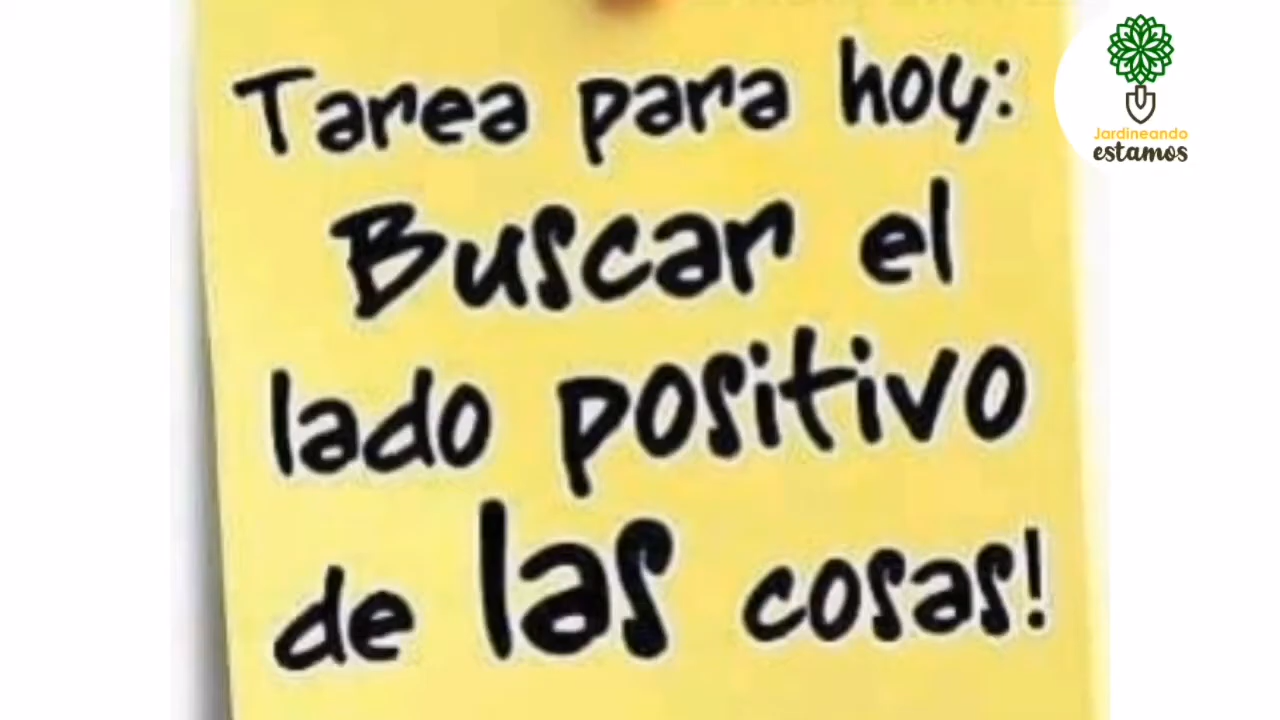 Tarea para hoy:
Buscar el
lado positivo
de las cosas!
Jardineando
estamos